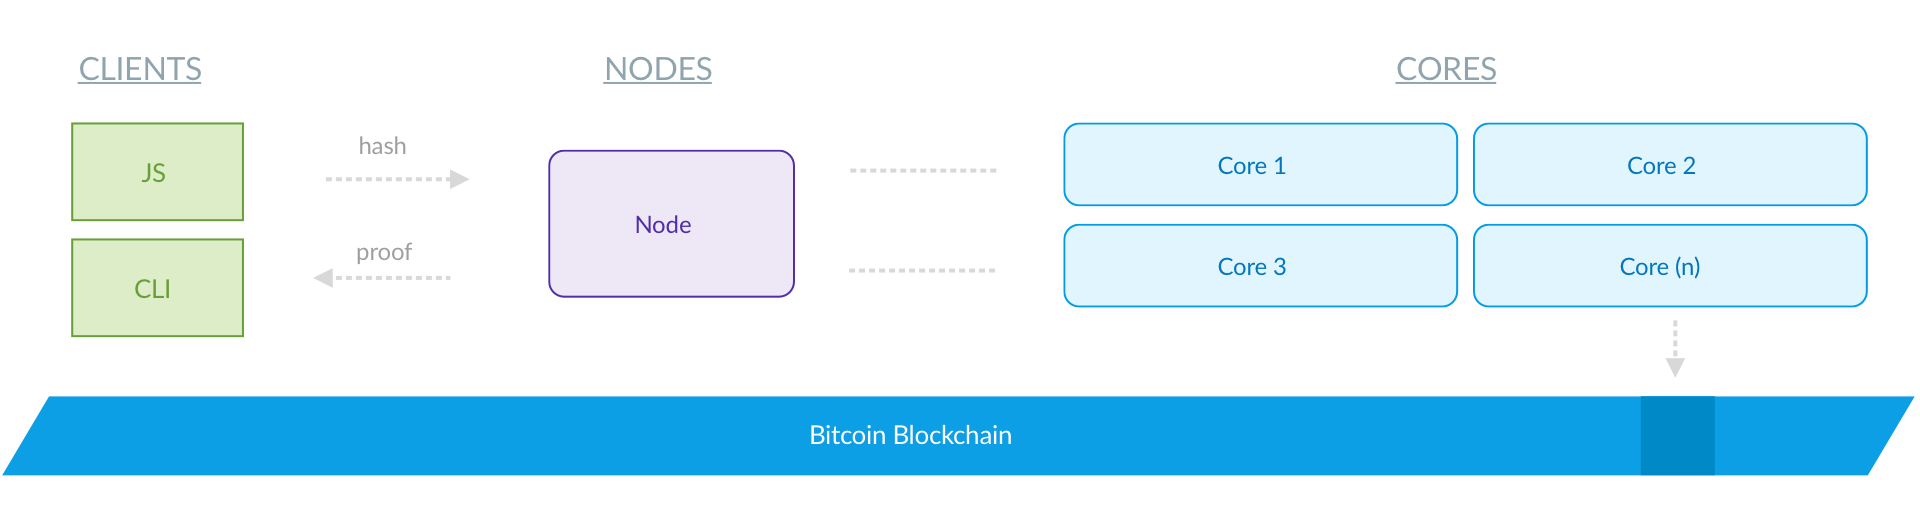 CLIENTS
NODES
CORES
JS
CLI
hash
proof
Node
Core 1
Core 2
Core 3
Core (n)
Bitcoin Blockchain